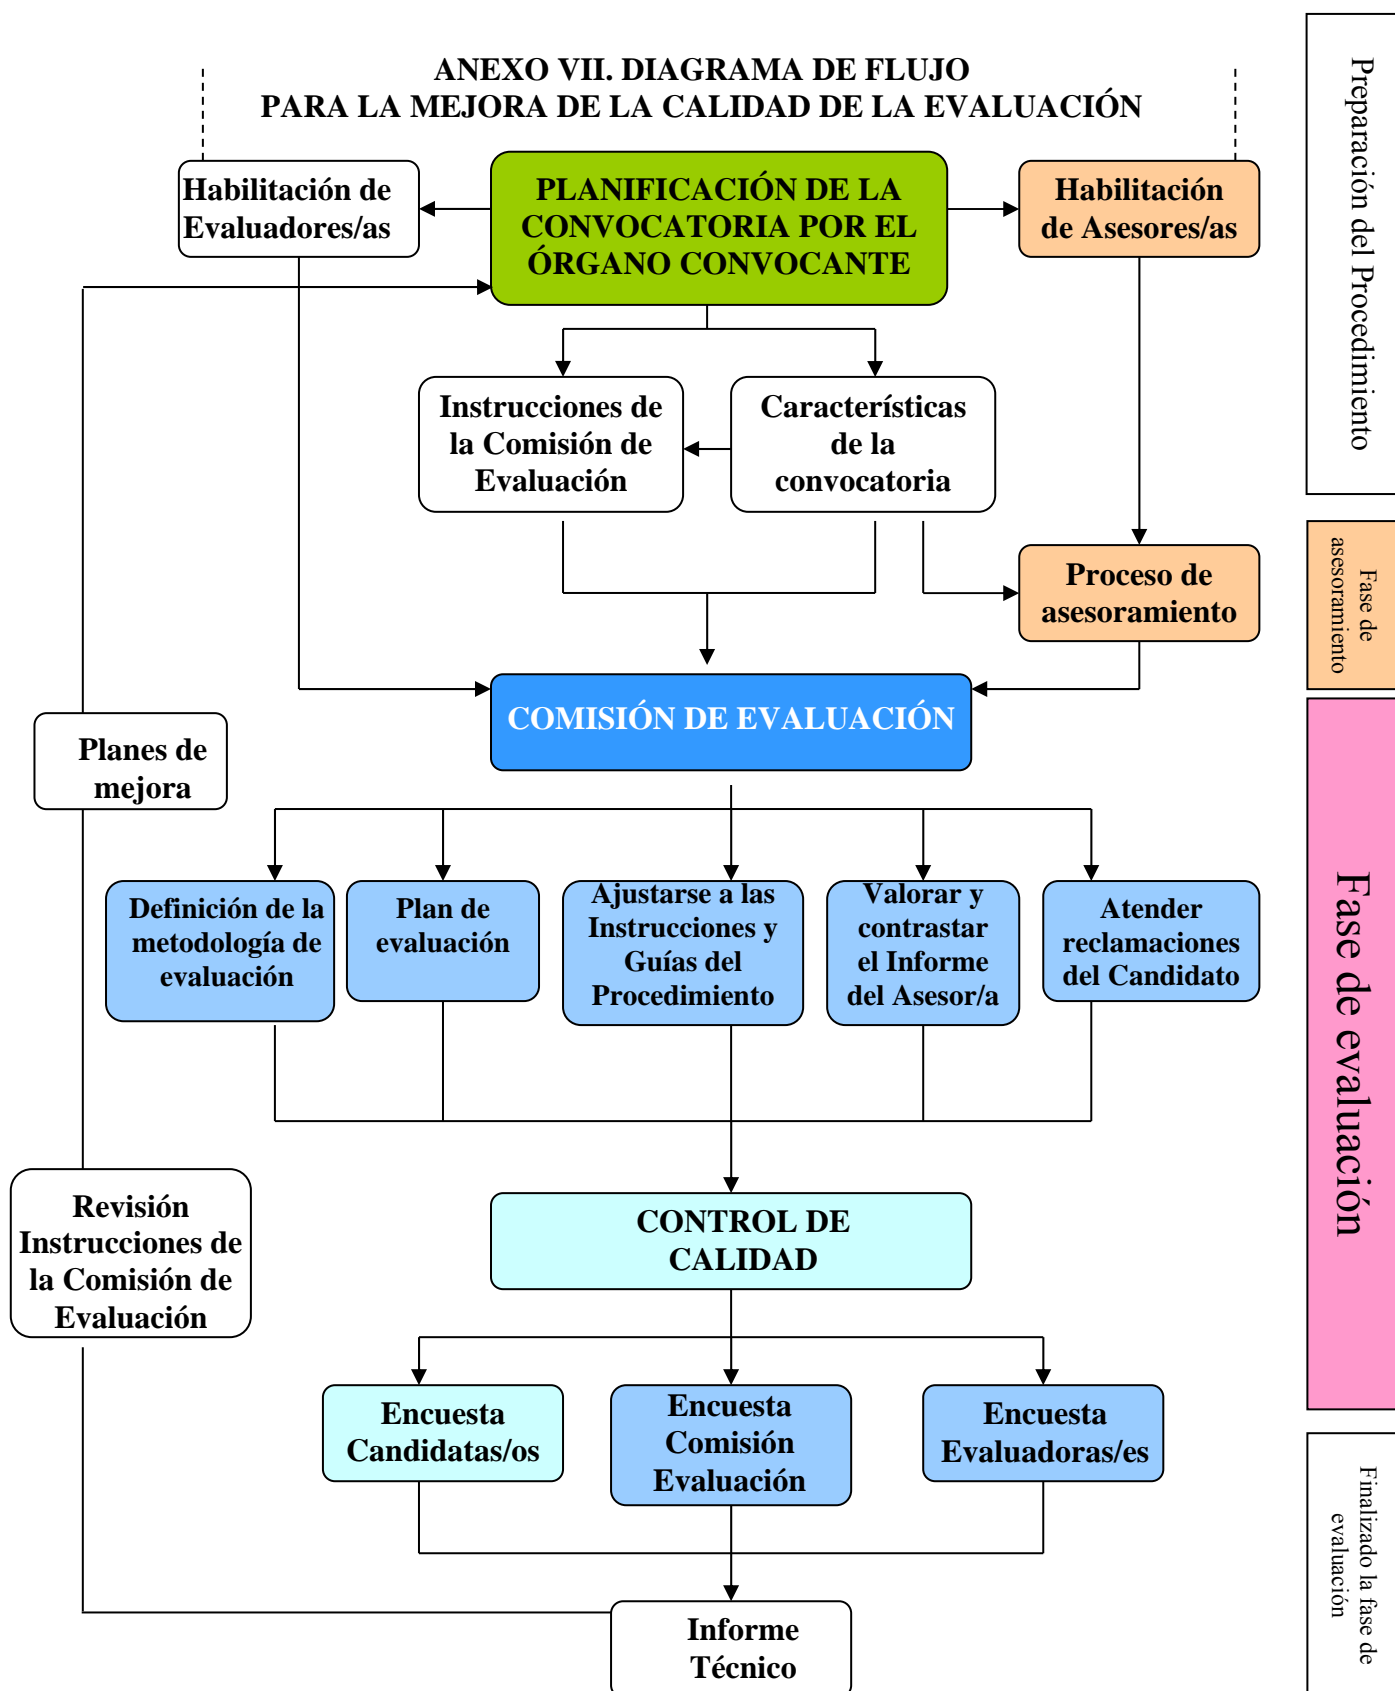 ANEXO VII. DIAGRAMA DE FLUJO
PARA LA MEJORA DE LA CALIDAD DE LA EVALUACIÓN
Habilitación de
Evaluadores/as
PLANIFICACIÓN DE LA
CONVOCATORIA POR EL
ÓRGANO CONVOCANTE
Habilitación
de Asesores/as
Preparación del Procedimiento
Instrucciones de
la Comisión de
Evaluación
Características
de la
convocatoria
Proceso de
asesoramiento
Fase de
asesoramiento
COMISIÓN DE EVALUACIÓN
Planes de
mejora
Definición de la
metodología de
evaluación
Plan de
evaluación
Ajustarse a las
Instrucciones y
Guías del
Procedimiento
Valorar y
contrastar
el Informe
del Asesor/a
Atender
reclamaciones
del Candidato
Fase de evaluación
Revisión
Instrucciones de
la Comisión de
Evaluación
CONTROL DE
CALIDAD
Encuesta
Candidatas/os
Encuesta
Comisión
Evaluación
Encuesta
Evaluadoras/es
Finalizado la fase de
evaluación
Informe
Técnico